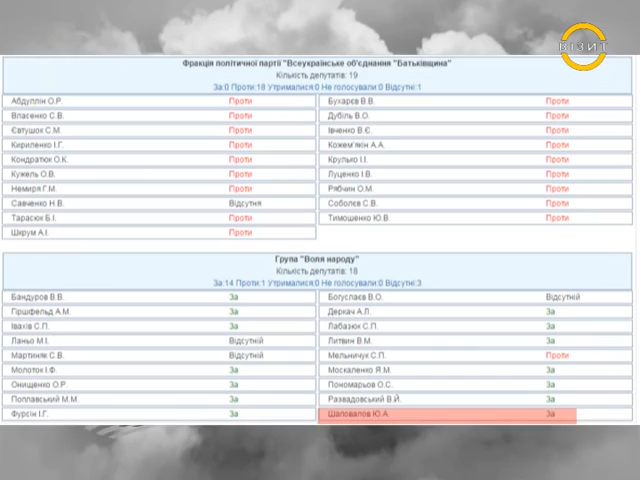 ВІЗИТ
Фракція політичної партії "Всеукраїнське об'єднання "Батьківщина"
Кількість депутатів: 19
За:0 Проти:18 Утрималися:0 Не голосували:0 Відсутні:1
Абдуллін О.Р. Проти Бухарєв В.В. Проти
Власенко С.В. Проти Дубіль В.О. Проти
Євтушок С.М. Проти Івченко В.Є. Проти
Кириленко І.Г. Проти Кожем'якін А.А. Проти
Кондратюк О.К. Проти Крулько І.І. Проти
Кужель О.В. Проти Луценко І.В. Проти
Немиря Г.М. Проти Рябчин О.М. Проти
Савченко Н.В. Відсутня Соболєв С.В. Проти
Тарасюк Б.І. Проти Тимошенко Ю.В. Проти
Шкрум А.І. Проти
Група "Воля народу"
Кількість депутатів: 18
За:14 Проти:1 Утрималися:0 Не голосували:0 Відсутні:3
Бандуров В.В. За Богуслаєв В.О. Відсутній
Гіршфельд А.М. За Деркач А.Л. За
Івахів С.П. За Лабазюк С.П. За
Ланьо М.І. Відсутній Литвин В.М. За
Мартиняк С.В. Відсутній Мельничук С.П. Проти
Молоток І.Ф. За Москаленко Я.М. За
Онищенко О.Р. За Пономарьов О.С. За
Поплавський М.М. За Развадовський В.Й. За
Фурсін І.Г. За Шаповалов Ю.А. За